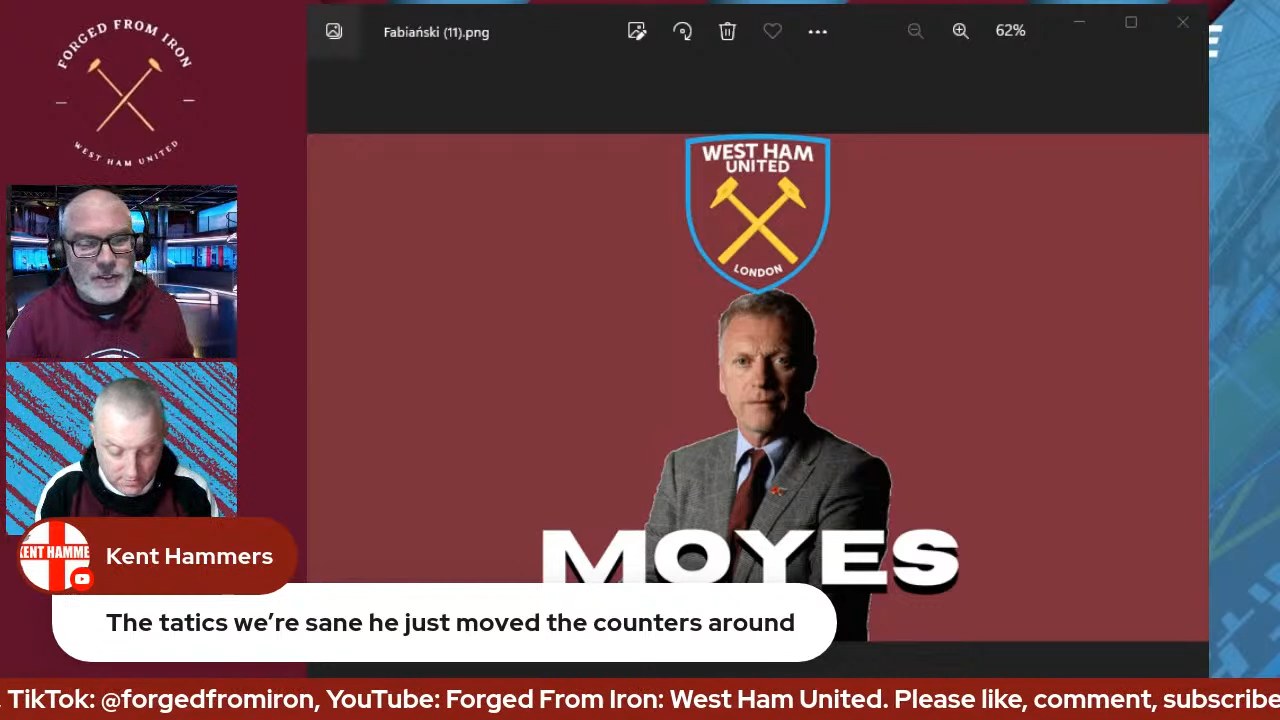 FORGED FROM IRON
WEST HAM UNITED
Fabiański (11).png
62%
E
WEST HAM
UNITED
LONDON
MOYES
KENT HAMME
Kent Hammers
The tatics we’re sane he just moved the counters around
TikTok: @forgedfromiron, YouTube: Forged From Iron: West Ham United. Please like, comment, subscribe